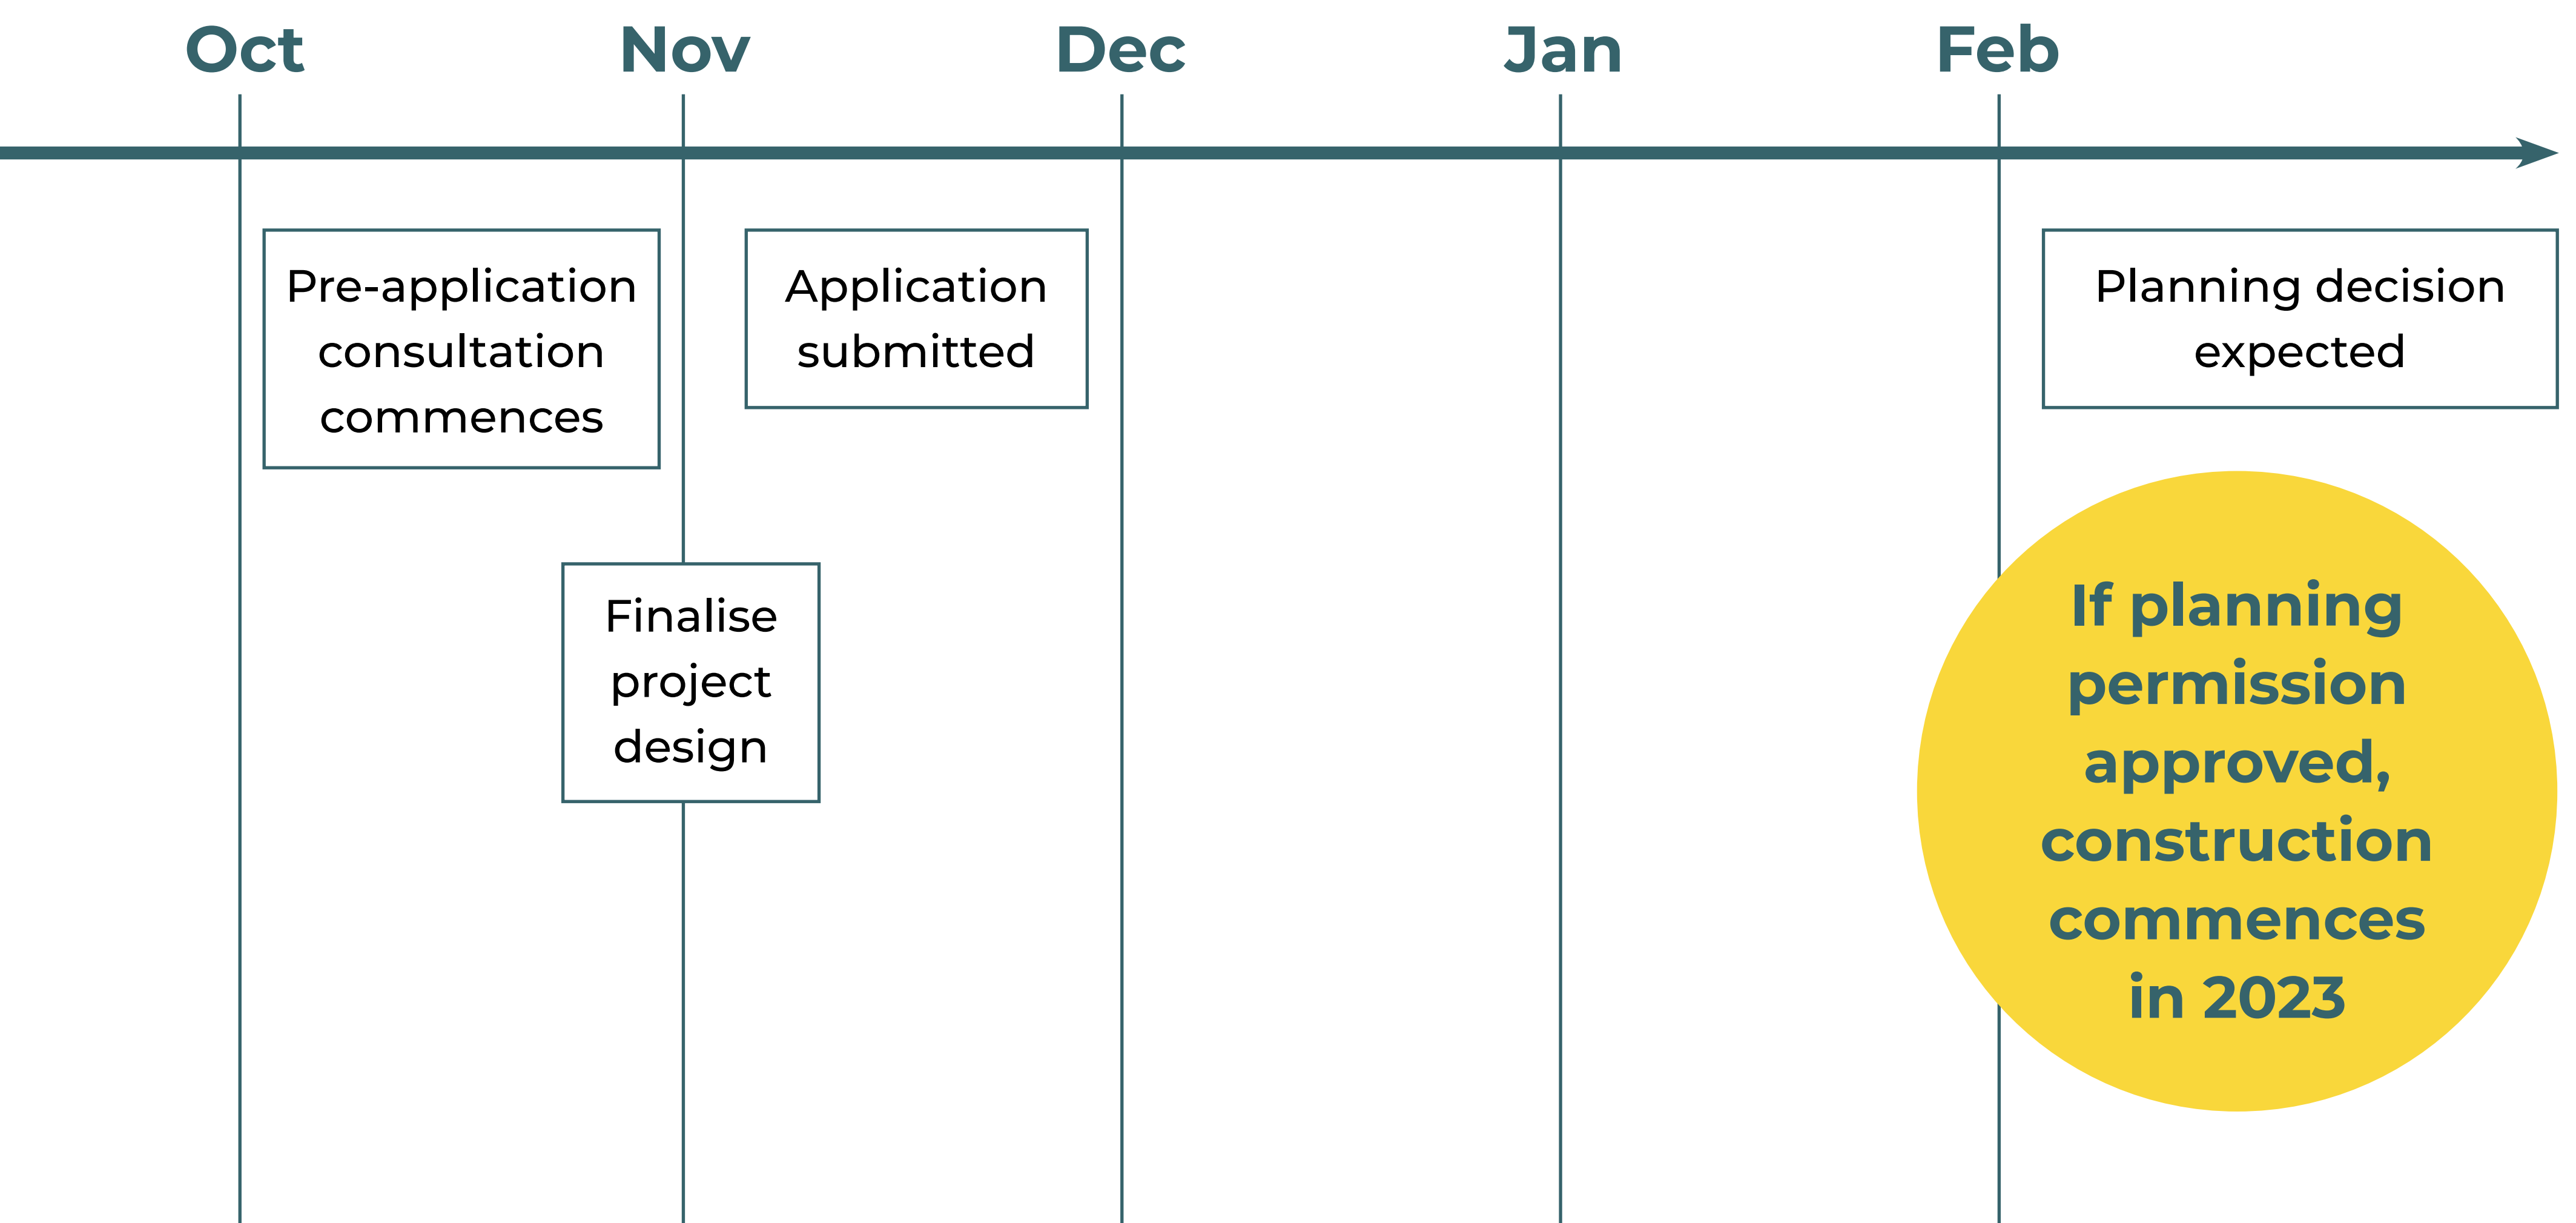 Oct
Nov
Dec
Jan
Feb
Pre-application
consultation
commences
Application
submitted
Planning decision
expected
Finalise
project
design
If planning
permission
approved,
construction
commences
in 2023